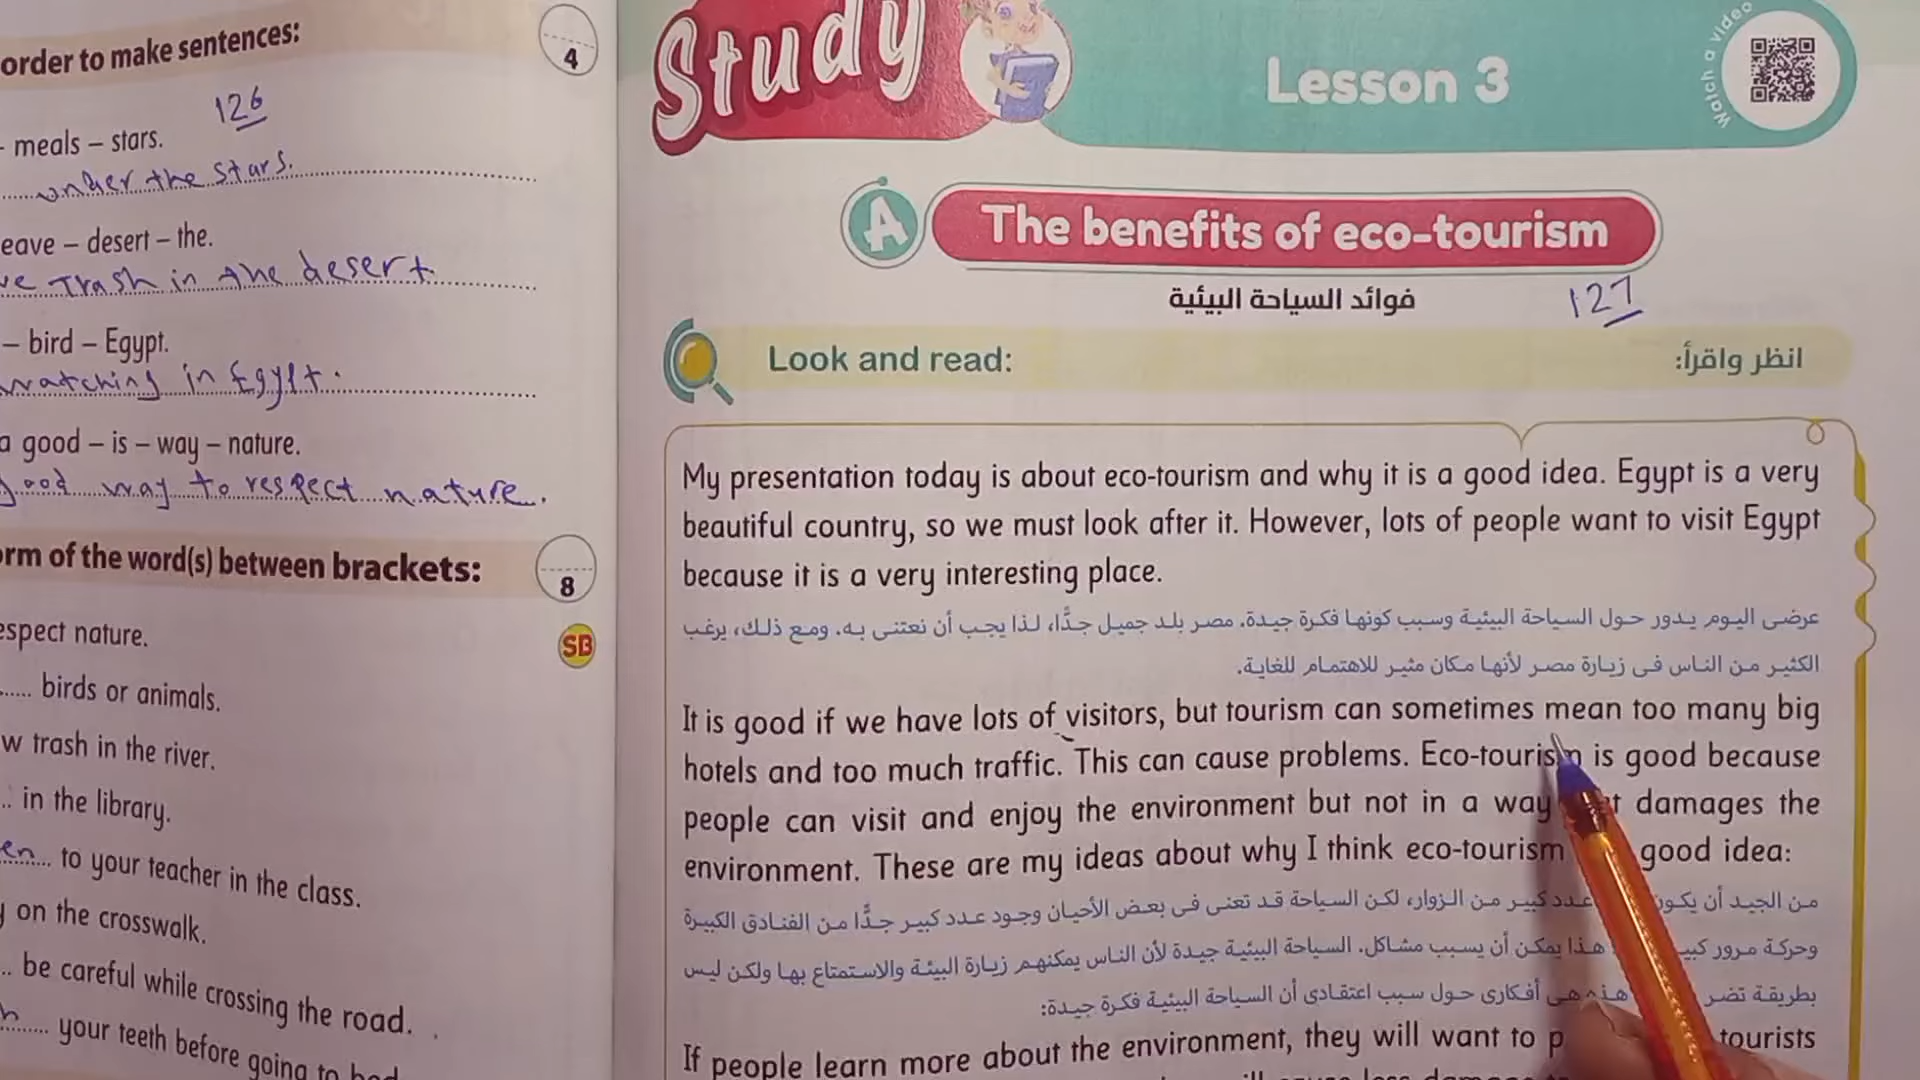 order to make sentences:
4
126
– meals – stars.
under the stars.
eave – desert – the.
ve trash in the desert.
– bird – Egypt.
watching in Egypt.
a good – is – way – nature.
good way to respect nature.
orm of the word(s) between brackets:
8
espect nature.
SB
...... birds or animals.
w trash in the river.
.. in the library.
en... to your teacher in the class.
y on the crosswalk.
.. be careful while crossing the road.
h...... your teeth before going to bed
Study
Lesson 3
Watch a video
A
The benefits of eco-tourism
فوائد السياحة البيئية
127
Look and read:
انظر واقرأ:
My presentation today is about eco-tourism and why it is a good idea. Egypt is a very
beautiful country, so we must look after it. However, lots of people want to visit Egypt
because it is a very interesting place.
عرضى اليوم يدور حول السياحة البيئية وسبب كونها فكرة جيدة. مصر بلد جميل جدًّا، لذا يجب أن نعتنى به. ومع ذلك، يرغب
الكثير من الناس فى زيارة مصر لأنها مكان مثير للاهتمام للغاية.
It is good if we have lots of visitors, but tourism can sometimes mean too many big
hotels and too much traffic. This can cause problems. Eco-tourism is good because
people can visit and enjoy the environment but not in a way damages the
environment. These are my ideas about why I think eco-tourism good idea:
من الجيد أن يكون عدد كبير من الزوار، لكن السياحة قد تعنى فى بعض الأحيان وجود عدد كبير جدًّا من الفنادق الكبيرة
وحركة مرور هذا يمكن أن يسبب مشاكل. السياحة البيئية جيدة لأن الناس يمكنهم زيارة البيئة والاستمتاع بها ولكن ليس
بطريقة تضر هذه هى أفكارى حول سبب اعتقادى أن السياحة البيئية فكرة جيدة:
If people learn more about the environment, they will want to tourists